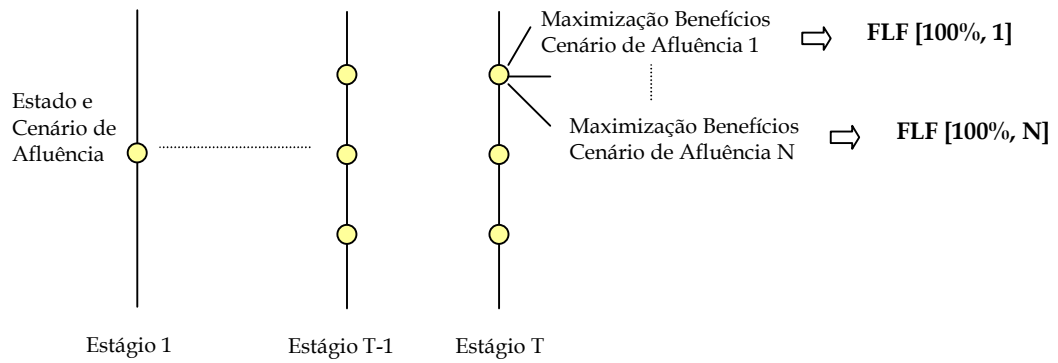 Maximização Benefícios
Cenário de Afluência 1
FLF [100%, 1]
Estado e
Cenário de
Afluência
Maximização Benefícios
Cenário de Afluência N
FLF [100%, N]
Estágio 1
Estágio T-1
Estágio T